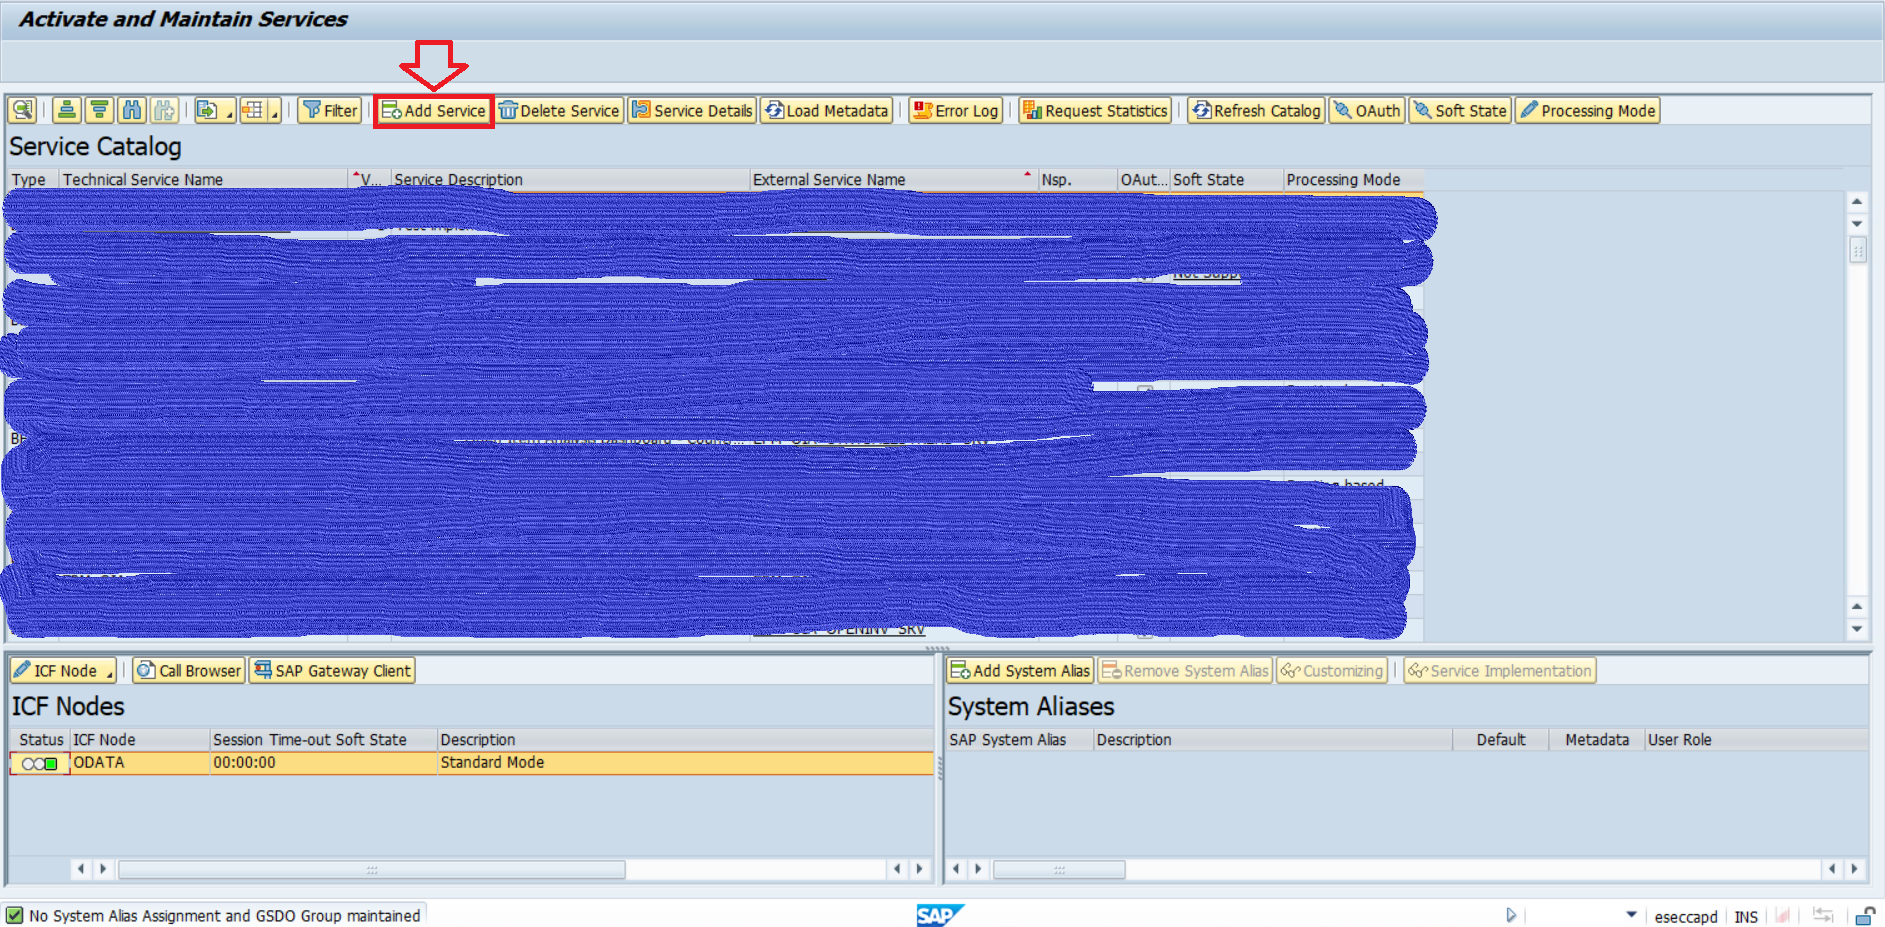 Activate and Maintain Services
Filter Add Service Delete Service Service Details Load Metadata Error Log Request Statistics Refresh Catalog OAuth Soft State Processing Mode
Service Catalog
Type Technical Service Name V... Service Description External Service Name Nsp. OAut... Soft State Processing Mode
ICF Node Call Browser SAP Gateway Client
Add System Alias Remove System Alias Customizing Service Implementation
ICF Nodes
System Aliases
Status ICF Node Session Time-out Soft State Description
SAP System Alias Description Default Metadata User Role
ODATA 00:00:00 Standard Mode
No System Alias Assignment and GSDO Group maintained
SAP
eseccapd INS